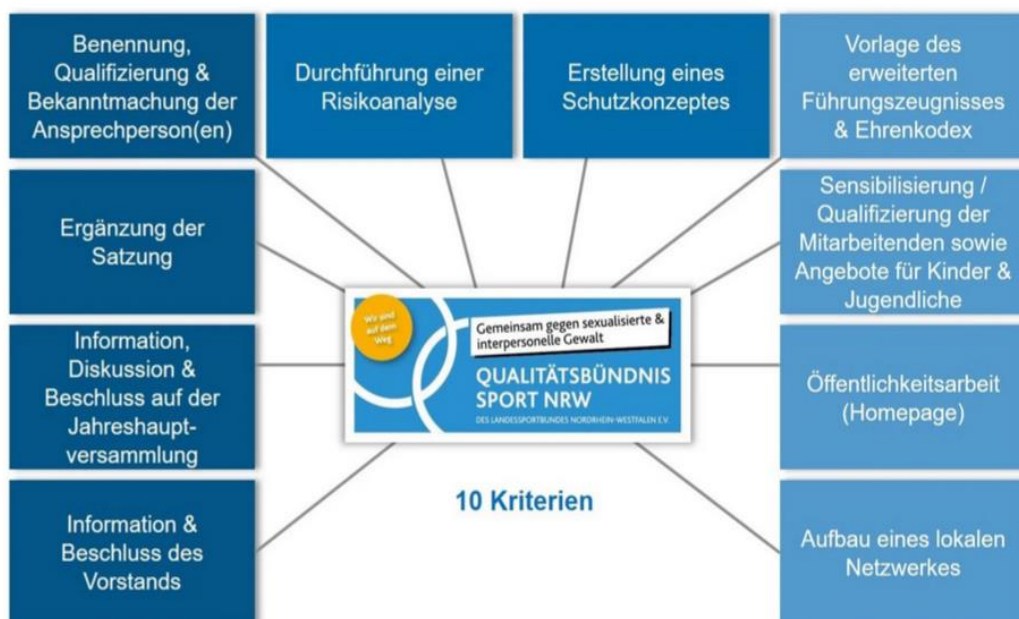 Benennung,
Qualifizierung &
Bekanntmachung der
Ansprechperson(en)
Durchführung einer
Risikoanalyse
Erstellung eines
Schutzkonzeptes
Vorlage des
erweiterten
Führungszeugnisses
& Ehrenkodex
Ergänzung der
Satzung
Sensibilisierung /
Qualifizierung der
Mitarbeitenden sowie
Angebote für Kinder &
Jugendliche
Wir sind
auf dem
Weg
Gemeinsam gegen sexualisierte &
interpersonelle Gewalt
QUALITÄTSBÜNDNIS
SPORT NRW
DES LANDESSPORTBUNDES NORDRHEIN-WESTFALEN E.V.
Information,
Diskussion &
Beschluss auf der
Jahreshaupt-
versammlung
Öffentlichkeitsarbeit
(Homepage)
10 Kriterien
Information &
Beschluss des
Vorstands
Aufbau eines lokalen
Netzwerkes